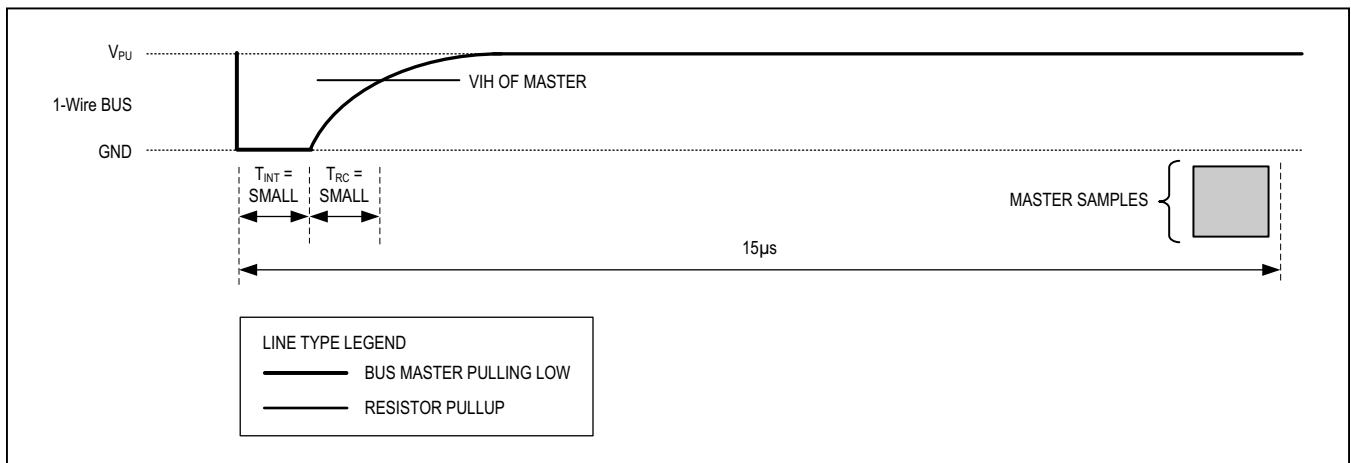 VPU
VIH OF MASTER
1-Wire BUS
GND
TINT =
SMALL
TRC =
SMALL
MASTER SAMPLES
15µs
LINE TYPE LEGEND
BUS MASTER PULLING LOW
RESISTOR PULLUP